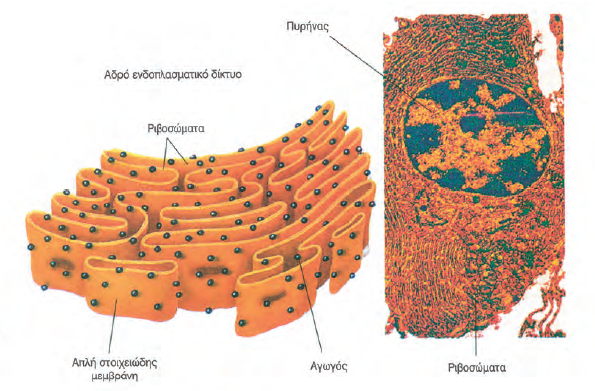 Πυρήνας
Αδρό ενδοπλασματικό δίκτυο
Ριβοσώματα
Απλή στοιχειώδης
μεμβράνη
Αγωγός
Ριβοσώματα